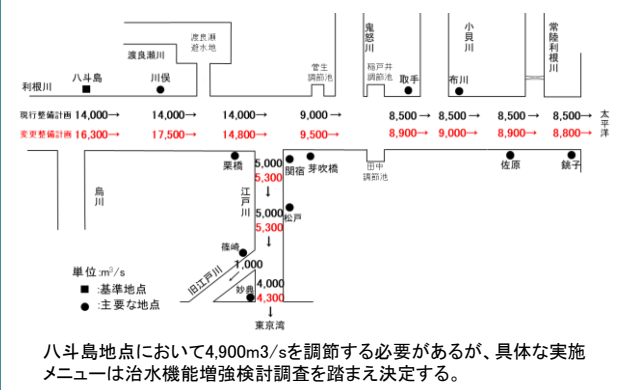 渡良瀬
遊水地
渡良瀬川
鬼怒川
小貝川
常陸利根川
菅生
調節池
稲戸井
調節池
利根川
八斗島
川俣
取手
布川
現行整備計画 14,000→ 14,000→ 14,000→ 9,000→ 8,500→ 8,500→ 8,500→ 8,500→
変更整備計画 16,300→ 17,500→ 14,800→ 9,500→ 8,900→ 9,000→ 8,900→ 8,800→
太平洋
烏川
栗橋
5,000
5,300
↓
関宿
芽吹橋
田中
調節池
佐原
銚子
江戸川
5,000
5,300
↓
松戸
篠崎
1,000
旧江戸川
妙典
4,000
4,300
↓
東京湾
単位:m³/s
■:基準地点
●:主要な地点
八斗島地点において4,900m3/sを調節する必要があるが、具体な実施
メニューは治水機能増強検討調査を踏まえ決定する。